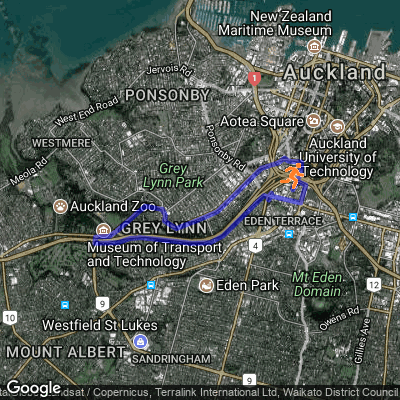 New Zealand
Maritime Museum
Jervois Rd
1
Auckland
PONSONBY
West End Road
Aotea Square
WESTMERE
Ponsonby Rd
Auckland
University of
Technology
Meola Rd
Grey
Lynn Park
Auckland Zoo
GREY LYNN
EDEN TERRACE
Museum of Transport
and Technology
4
12
9
Eden Park
Mt Eden
Domain
10
Westfield St Lukes
Owens Rd
Gillies Ave
MOUNT ALBERT
SANDRINGHAM
Google
dsat / Copernicus, Terralink International Ltd, Waikato District Council